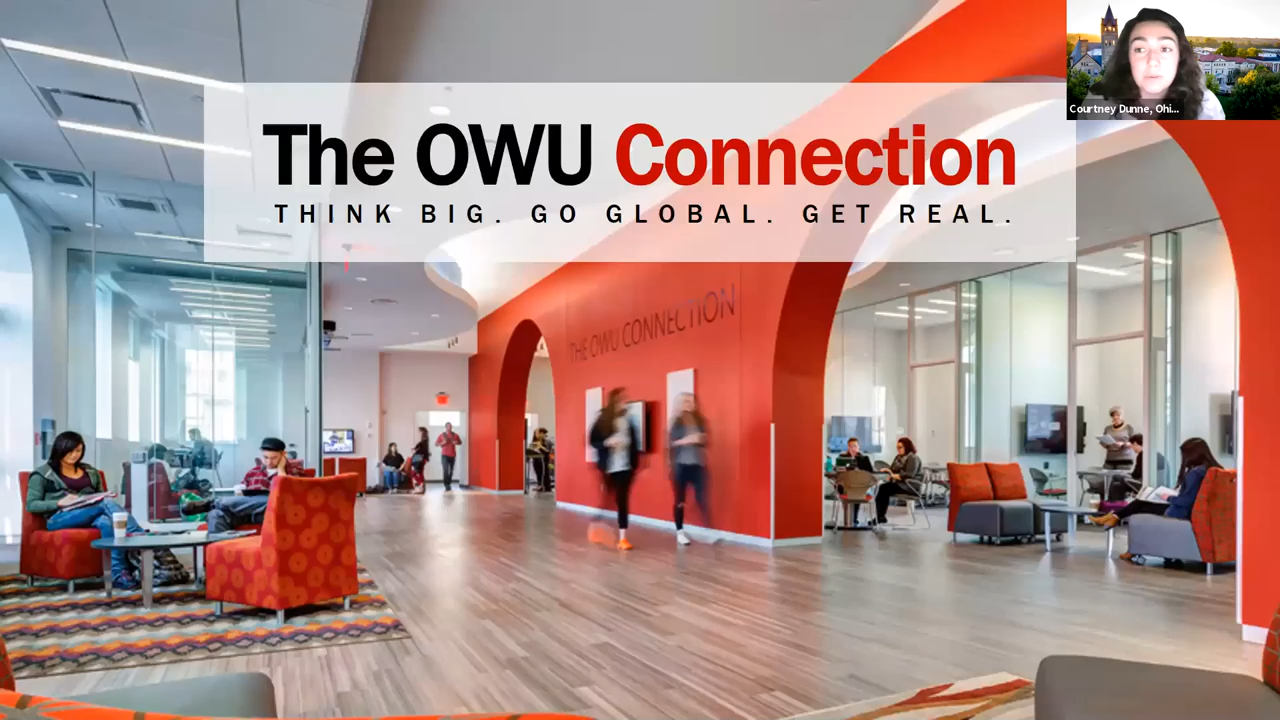 The OWU Connection
THINK BIG. GO GLOBAL. GET REAL.
Courtney Dunne, Ohi...
THE OWU CONNECTION